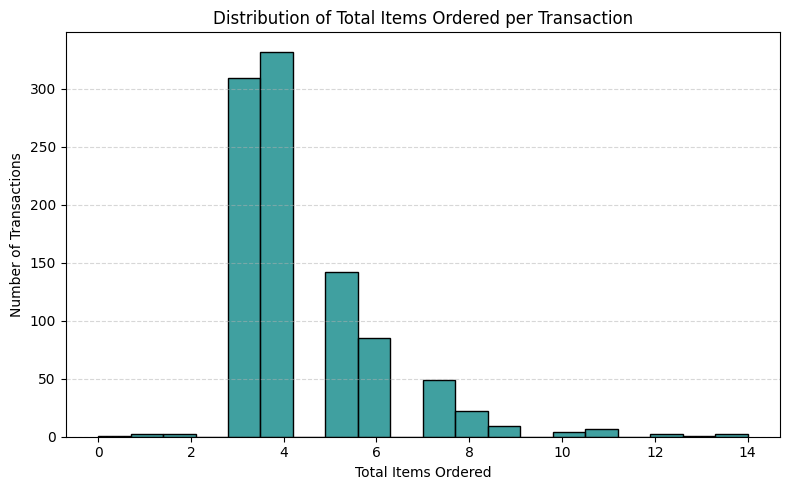 Distribution of Total Items Ordered per Transaction
Number of Transactions
300
250
200
150
100
50
0
0 2 4 6 8 10 12 14
Total Items Ordered